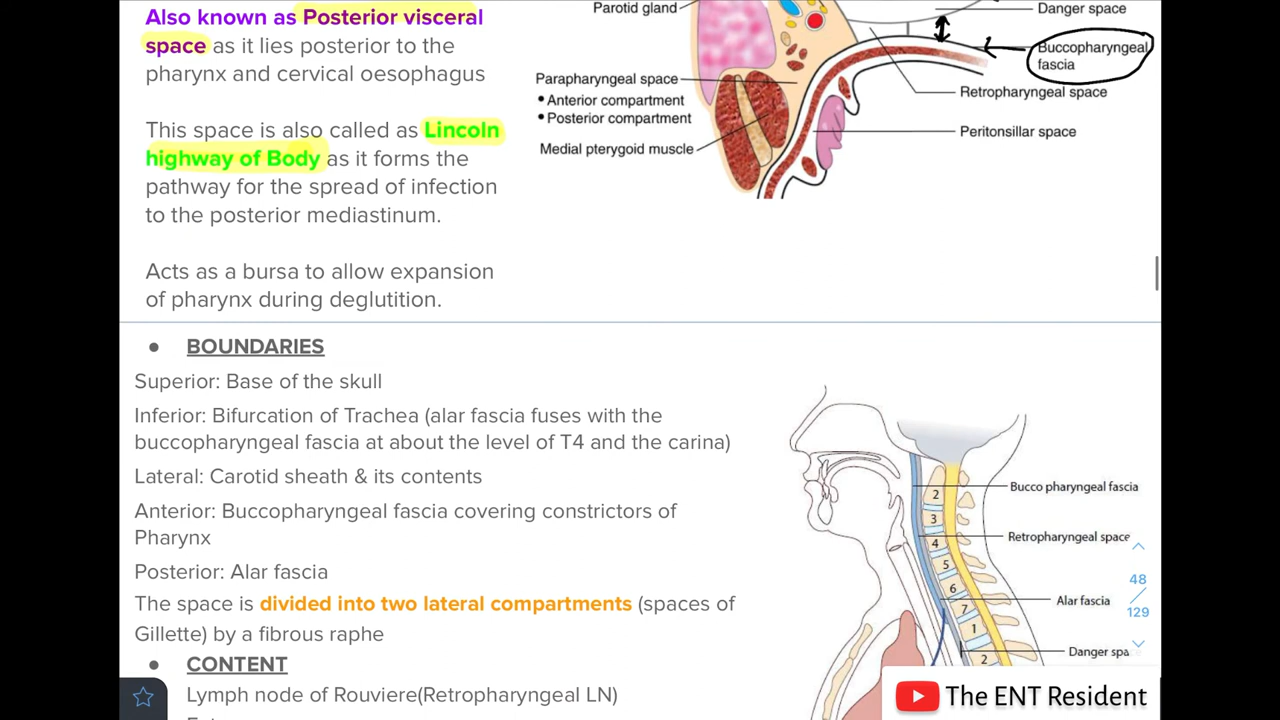 Also known as Posterior visceral
space as it lies posterior to the
pharynx and cervical oesophagus
This space is also called as Lincoln
highway of Body as it forms the
pathway for the spread of infection
to the posterior mediastinum.
Acts as a bursa to allow expansion
of pharynx during deglutition.
Parotid gland
Parapharyngeal space
• Anterior compartment
• Posterior compartment
Medial pterygoid muscle
Danger space
Buccopharyngeal
fascia
Retropharyngeal space
Peritonsillar space
● BOUNDARIES
Superior: Base of the skull
Inferior: Bifurcation of Trachea (alar fascia fuses with the
buccopharyngeal fascia at about the level of T4 and the carina)
Lateral: Carotid sheath & its contents
Anterior: Buccopharyngeal fascia covering constrictors of
Pharynx
Posterior: Alar fascia
The space is divided into two lateral compartments (spaces of
Gillette) by a fibrous raphe
● CONTENT
Lymph node of Rouviere(Retropharyngeal LN)
Bucco pharyngeal fascia
Retropharyngeal space
Alar fascia
Danger spa
2
3
4
5
6
7
1
2
48
129
The ENT Resident